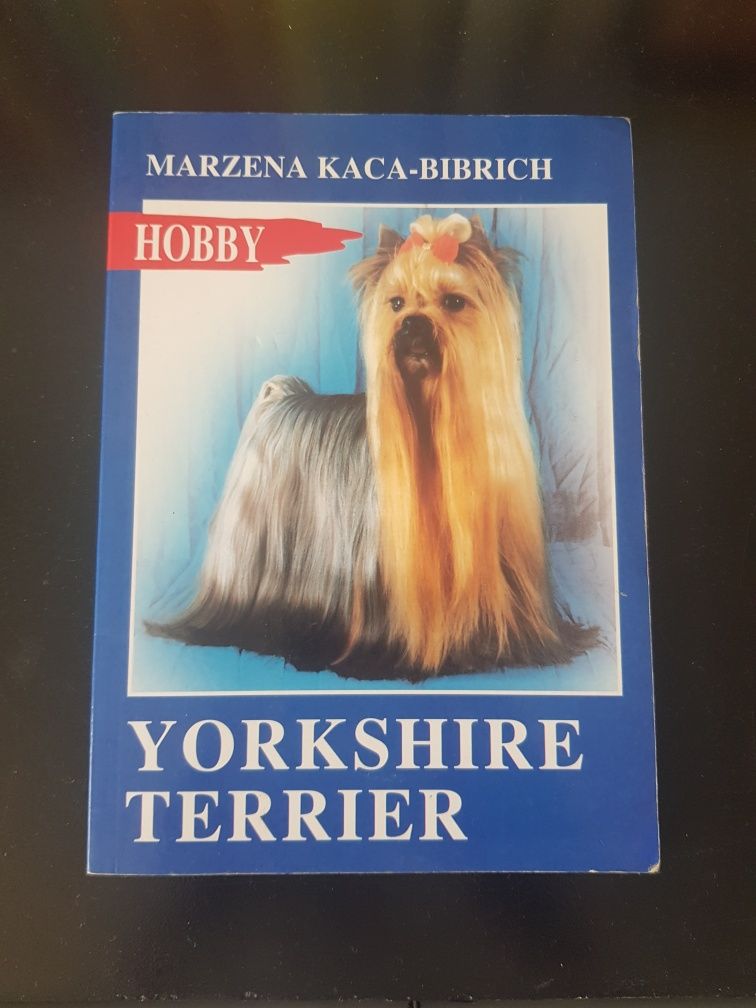 MARZENA KACA-BIBRICH
HOBBY
YORKSHIRE
TERRIER